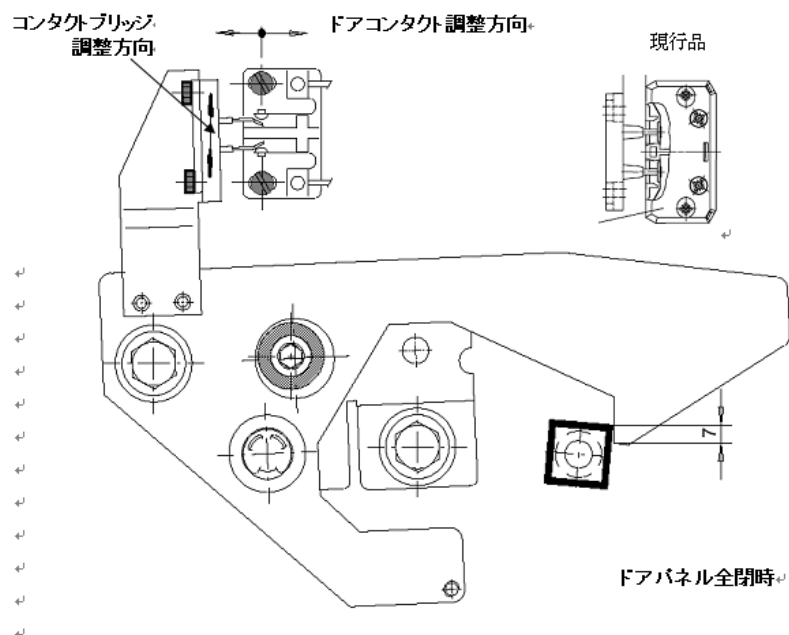 コンタクトブリッジ
調整方向
ドアコンタクト調整方向
現行品
7
ドアパネル全閉時